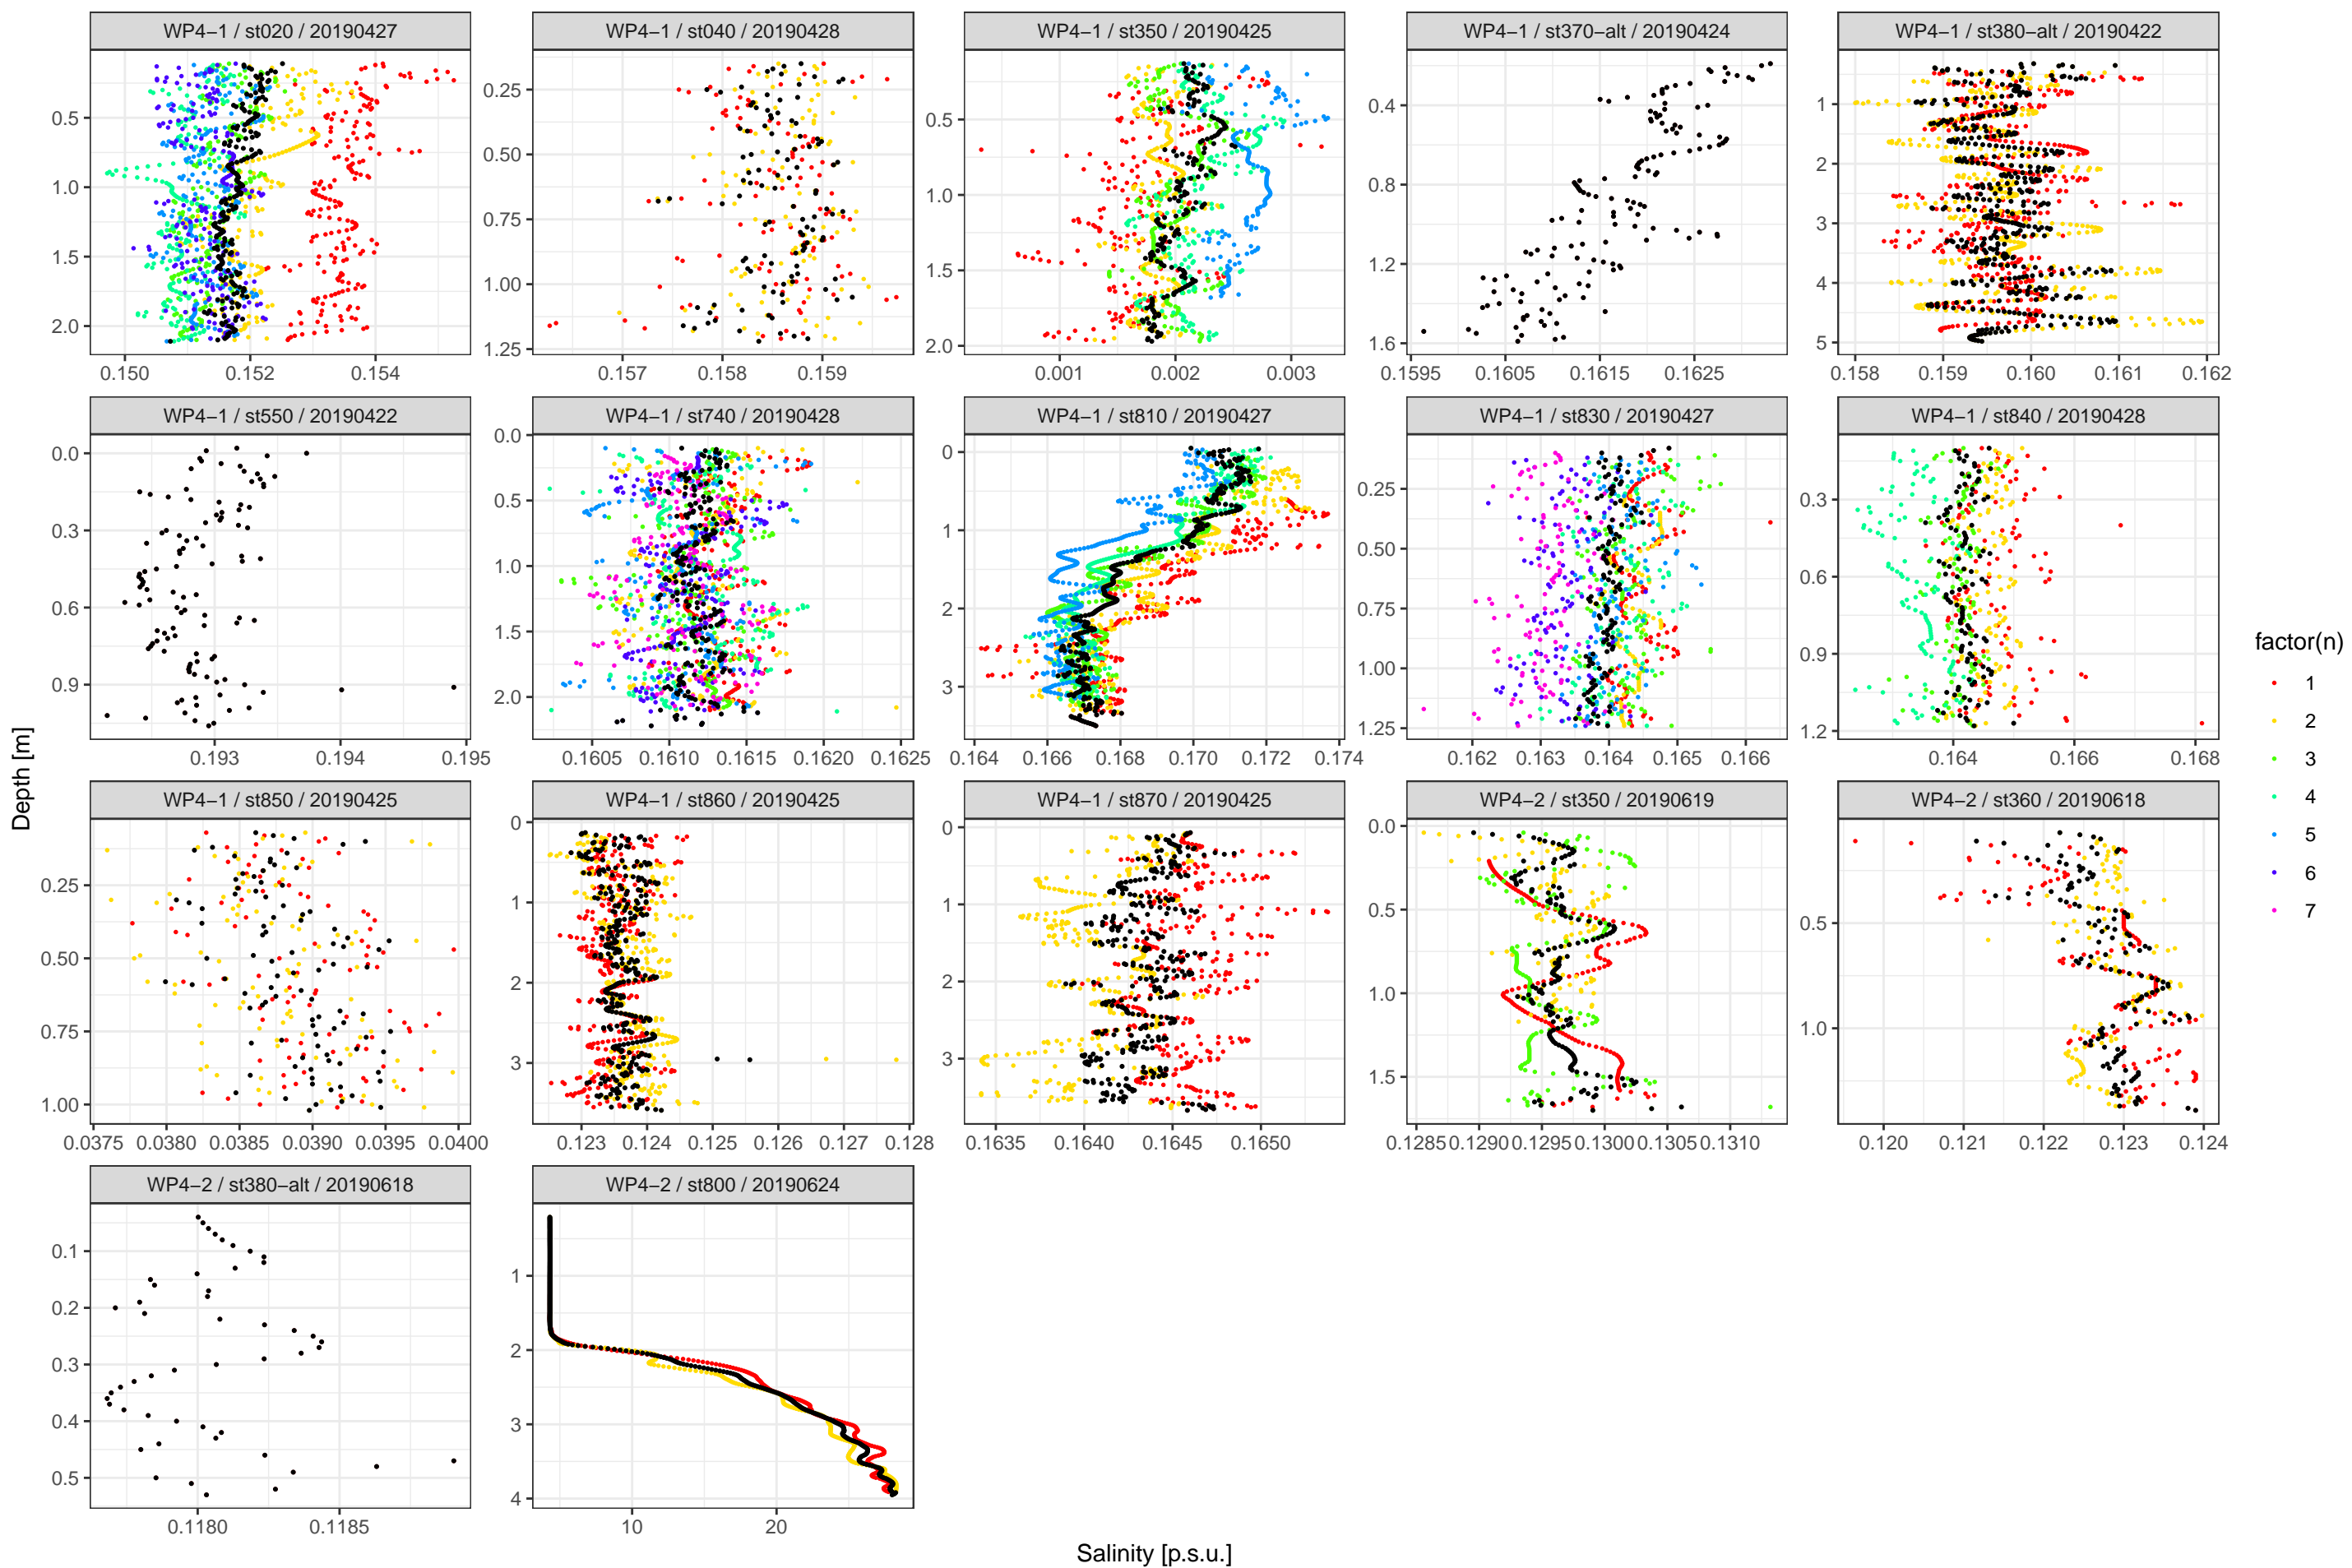 WP4−1 / st020 / 20190427
WP4−1 / st040 / 20190428
WP4−1 / st350 / 20190425
WP4−1 / st370−alt / 20190424
WP4−1 / st380−alt / 20190422
0.5
1.0
1.5
2.0
0.150 0.152 0.154
0.25
0.50
0.75
1.00
1.25
0.157 0.158 0.159
0.5
1.0
1.5
2.0
0.001 0.002 0.003
0.4
0.8
1.2
1.6
0.1595 0.1605 0.1615 0.1625
1
2
3
4
5
0.158 0.159 0.160 0.161 0.162
WP4−1 / st550 / 20190422
WP4−1 / st740 / 20190428
WP4−1 / st810 / 20190427
WP4−1 / st830 / 20190427
WP4−1 / st840 / 20190428
0.0
0.3
0.6
0.9
0.193 0.194 0.195
0.0
0.5
1.0
1.5
2.0
0.1605 0.1610 0.1615 0.1620 0.1625
0
1
2
3
0.164 0.166 0.168 0.170 0.172 0.174
0.25
0.50
0.75
1.00
1.25
0.162 0.163 0.164 0.165 0.166
0.3
0.6
0.9
1.2
0.164 0.166 0.168
WP4−1 / st850 / 20190425
WP4−1 / st860 / 20190425
WP4−1 / st870 / 20190425
WP4−2 / st350 / 20190619
WP4−2 / st360 / 20190618
0.25
0.50
0.75
1.00
0.0375 0.0380 0.0385 0.0390 0.0395 0.0400
0
1
2
3
0.123 0.124 0.125 0.126 0.127 0.128
0
1
2
3
0.1635 0.1640 0.1645 0.1650
0.0
0.5
1.0
1.5
0.1285 0.1290 0.1295 0.1300 0.1305 0.1310
0.5
1.0
0.120 0.121 0.122 0.123 0.124
WP4−2 / st380−alt / 20190618
WP4−2 / st800 / 20190624
0.1
0.2
0.3
0.4
0.5
0.1180 0.1185
1
2
3
4
10 20
Depth [m]
Salinity [p.s.u.]
factor(n)
1
2
3
4
5
6
7